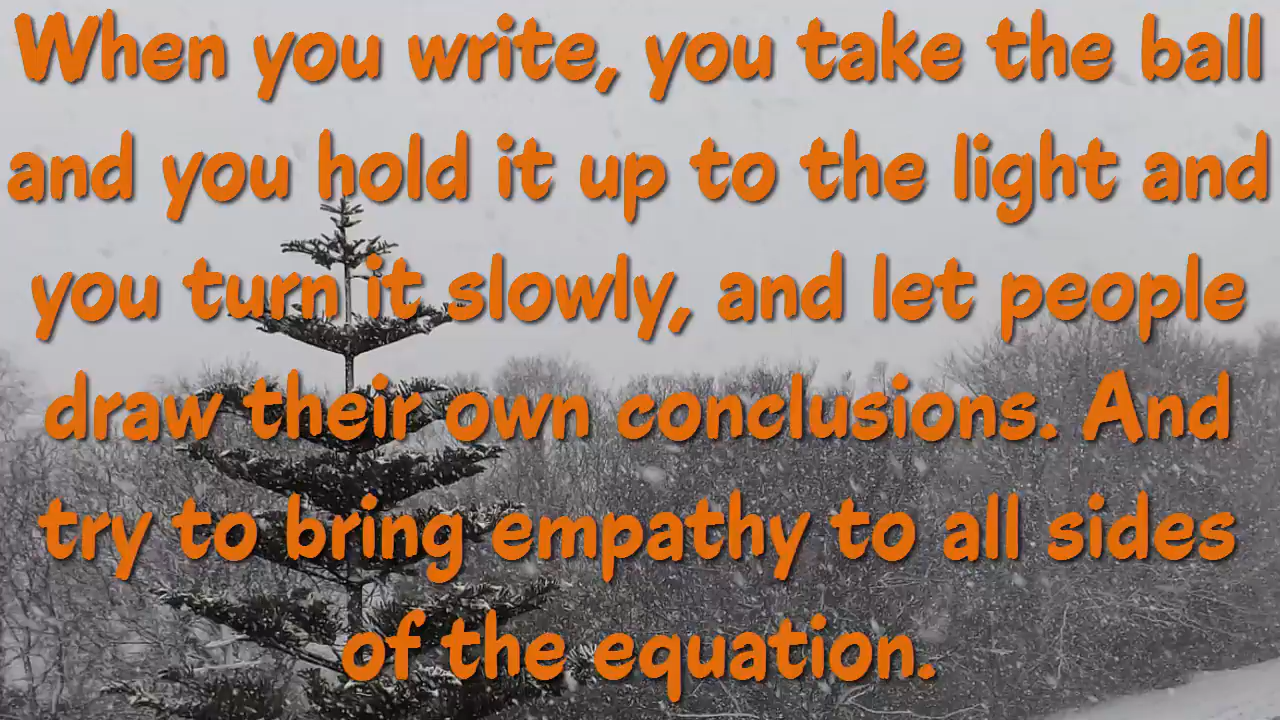 When you write, you take the ball
and you hold it up to the light and
you turn it slowly, and let people
draw their own conclusions. And
try to bring empathy to all sides
of the equation.